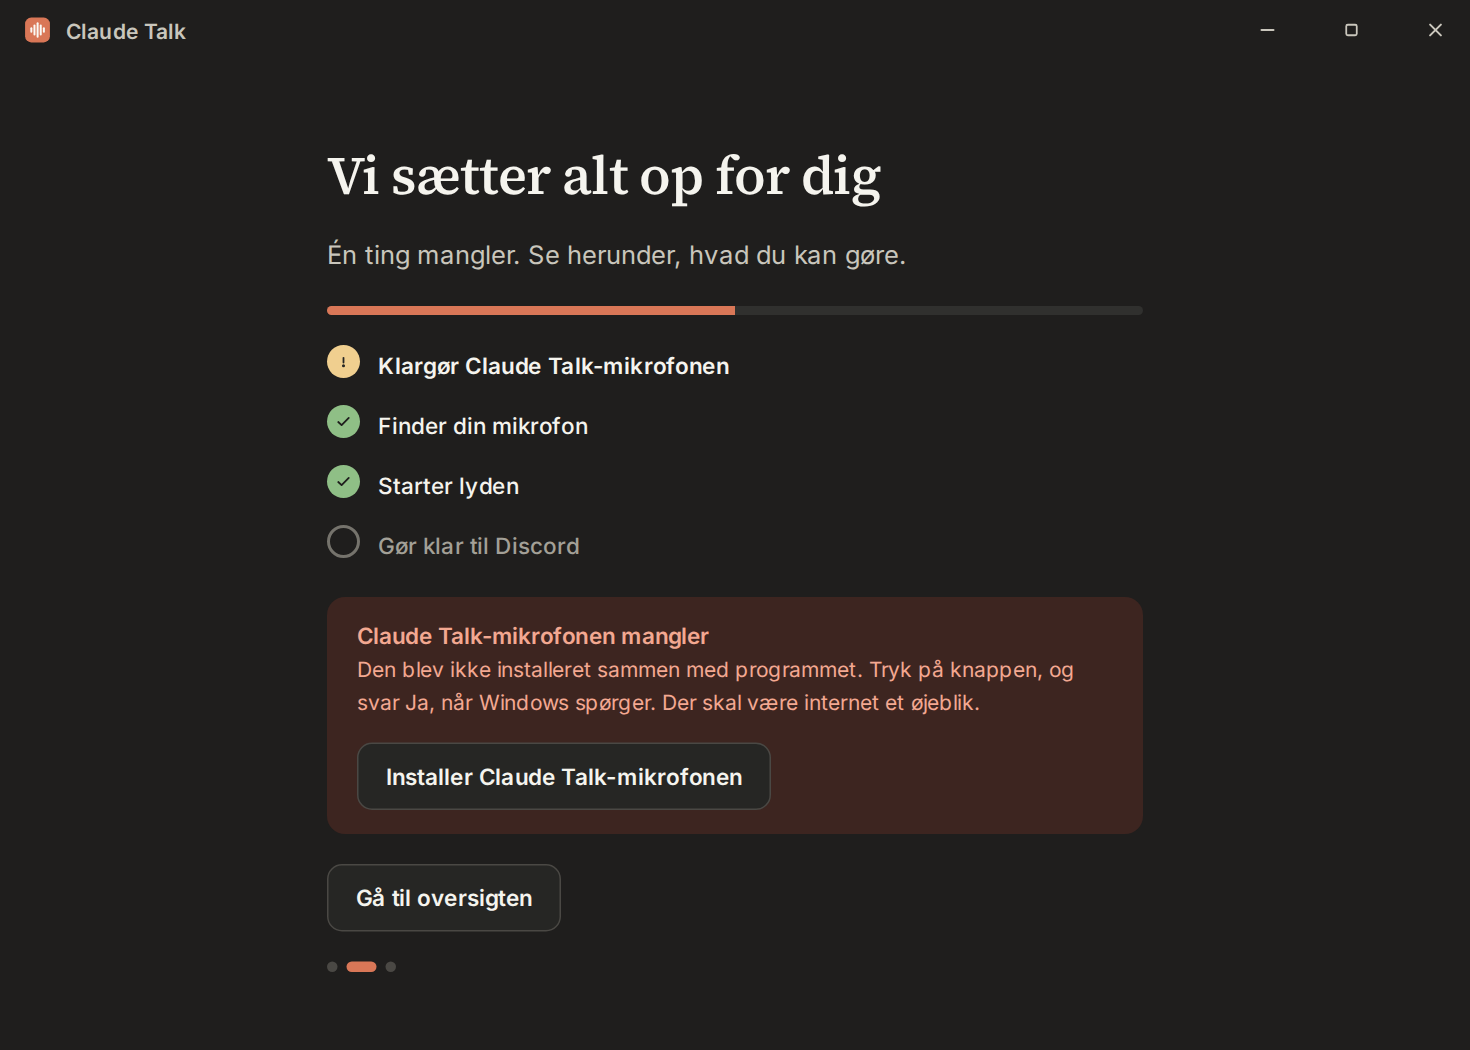 Claude Talk
Vi sætter alt op for dig
Én ting mangler. Se herunder, hvad du kan gøre.
Klargør Claude Talk-mikrofonen
Finder din mikrofon
Starter lyden
Gør klar til Discord
Claude Talk-mikrofonen mangler
Den blev ikke installeret sammen med programmet. Tryk på knappen, og
svar Ja, når Windows spørger. Der skal være internet et øjeblik.
Installer Claude Talk-mikrofonen
Gå til oversigten